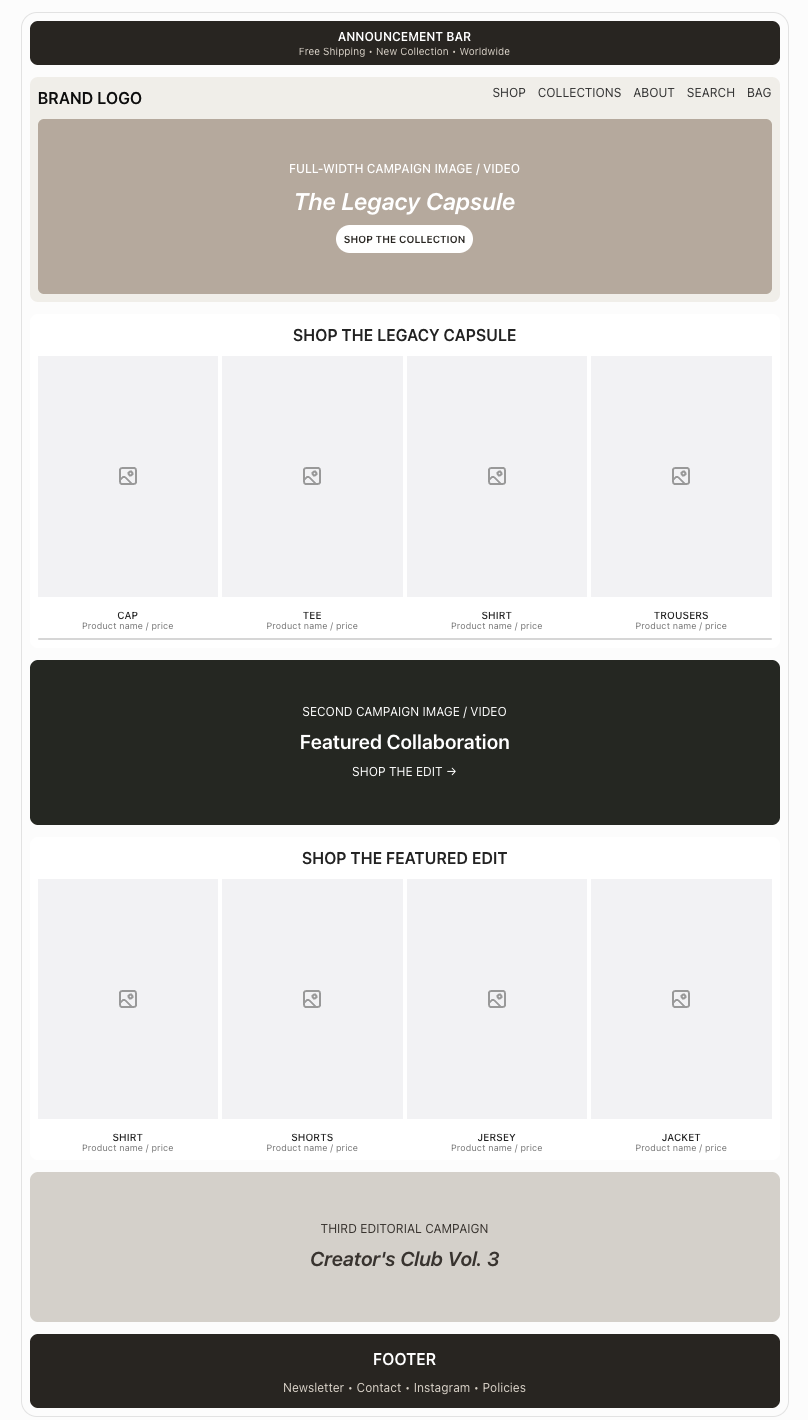 ANNOUNCEMENT BAR
Free Shipping • New Collection • Worldwide
BRAND LOGO
SHOP COLLECTIONS ABOUT SEARCH BAG
FULL-WIDTH CAMPAIGN IMAGE / VIDEO
The Legacy Capsule
SHOP THE COLLECTION
SHOP THE LEGACY CAPSULE
CAP TEE SHIRT TROUSERS
Product name / price Product name / price Product name / price Product name / price
SECOND CAMPAIGN IMAGE / VIDEO
Featured Collaboration
SHOP THE EDIT →
SHOP THE FEATURED EDIT
SHIRT SHORTS JERSEY JACKET
Product name / price Product name / price Product name / price Product name / price
THIRD EDITORIAL CAMPAIGN
Creator's Club Vol. 3
FOOTER
Newsletter • Contact • Instagram • Policies